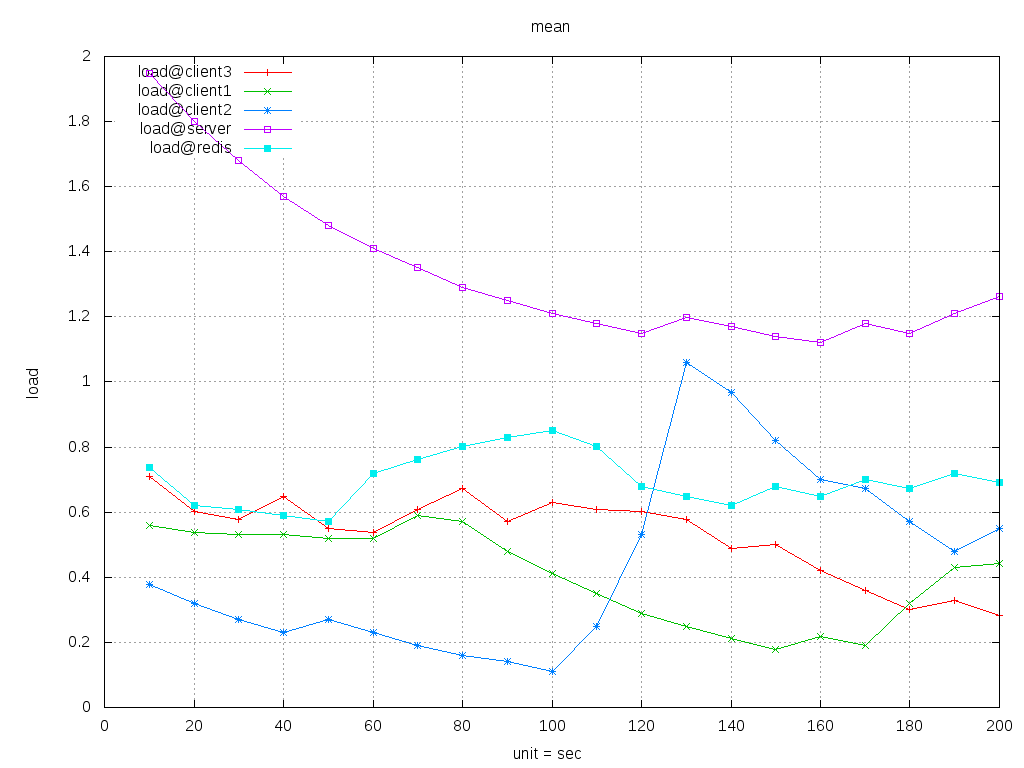 mean
load@client3
load@client1
load@client2
load@server
load@redis
2
1.8
1.6
1.4
1.2
1
0.8
0.6
0.4
0.2
0
load
0 20 40 60 80 100 120 140 160 180 200
unit = sec